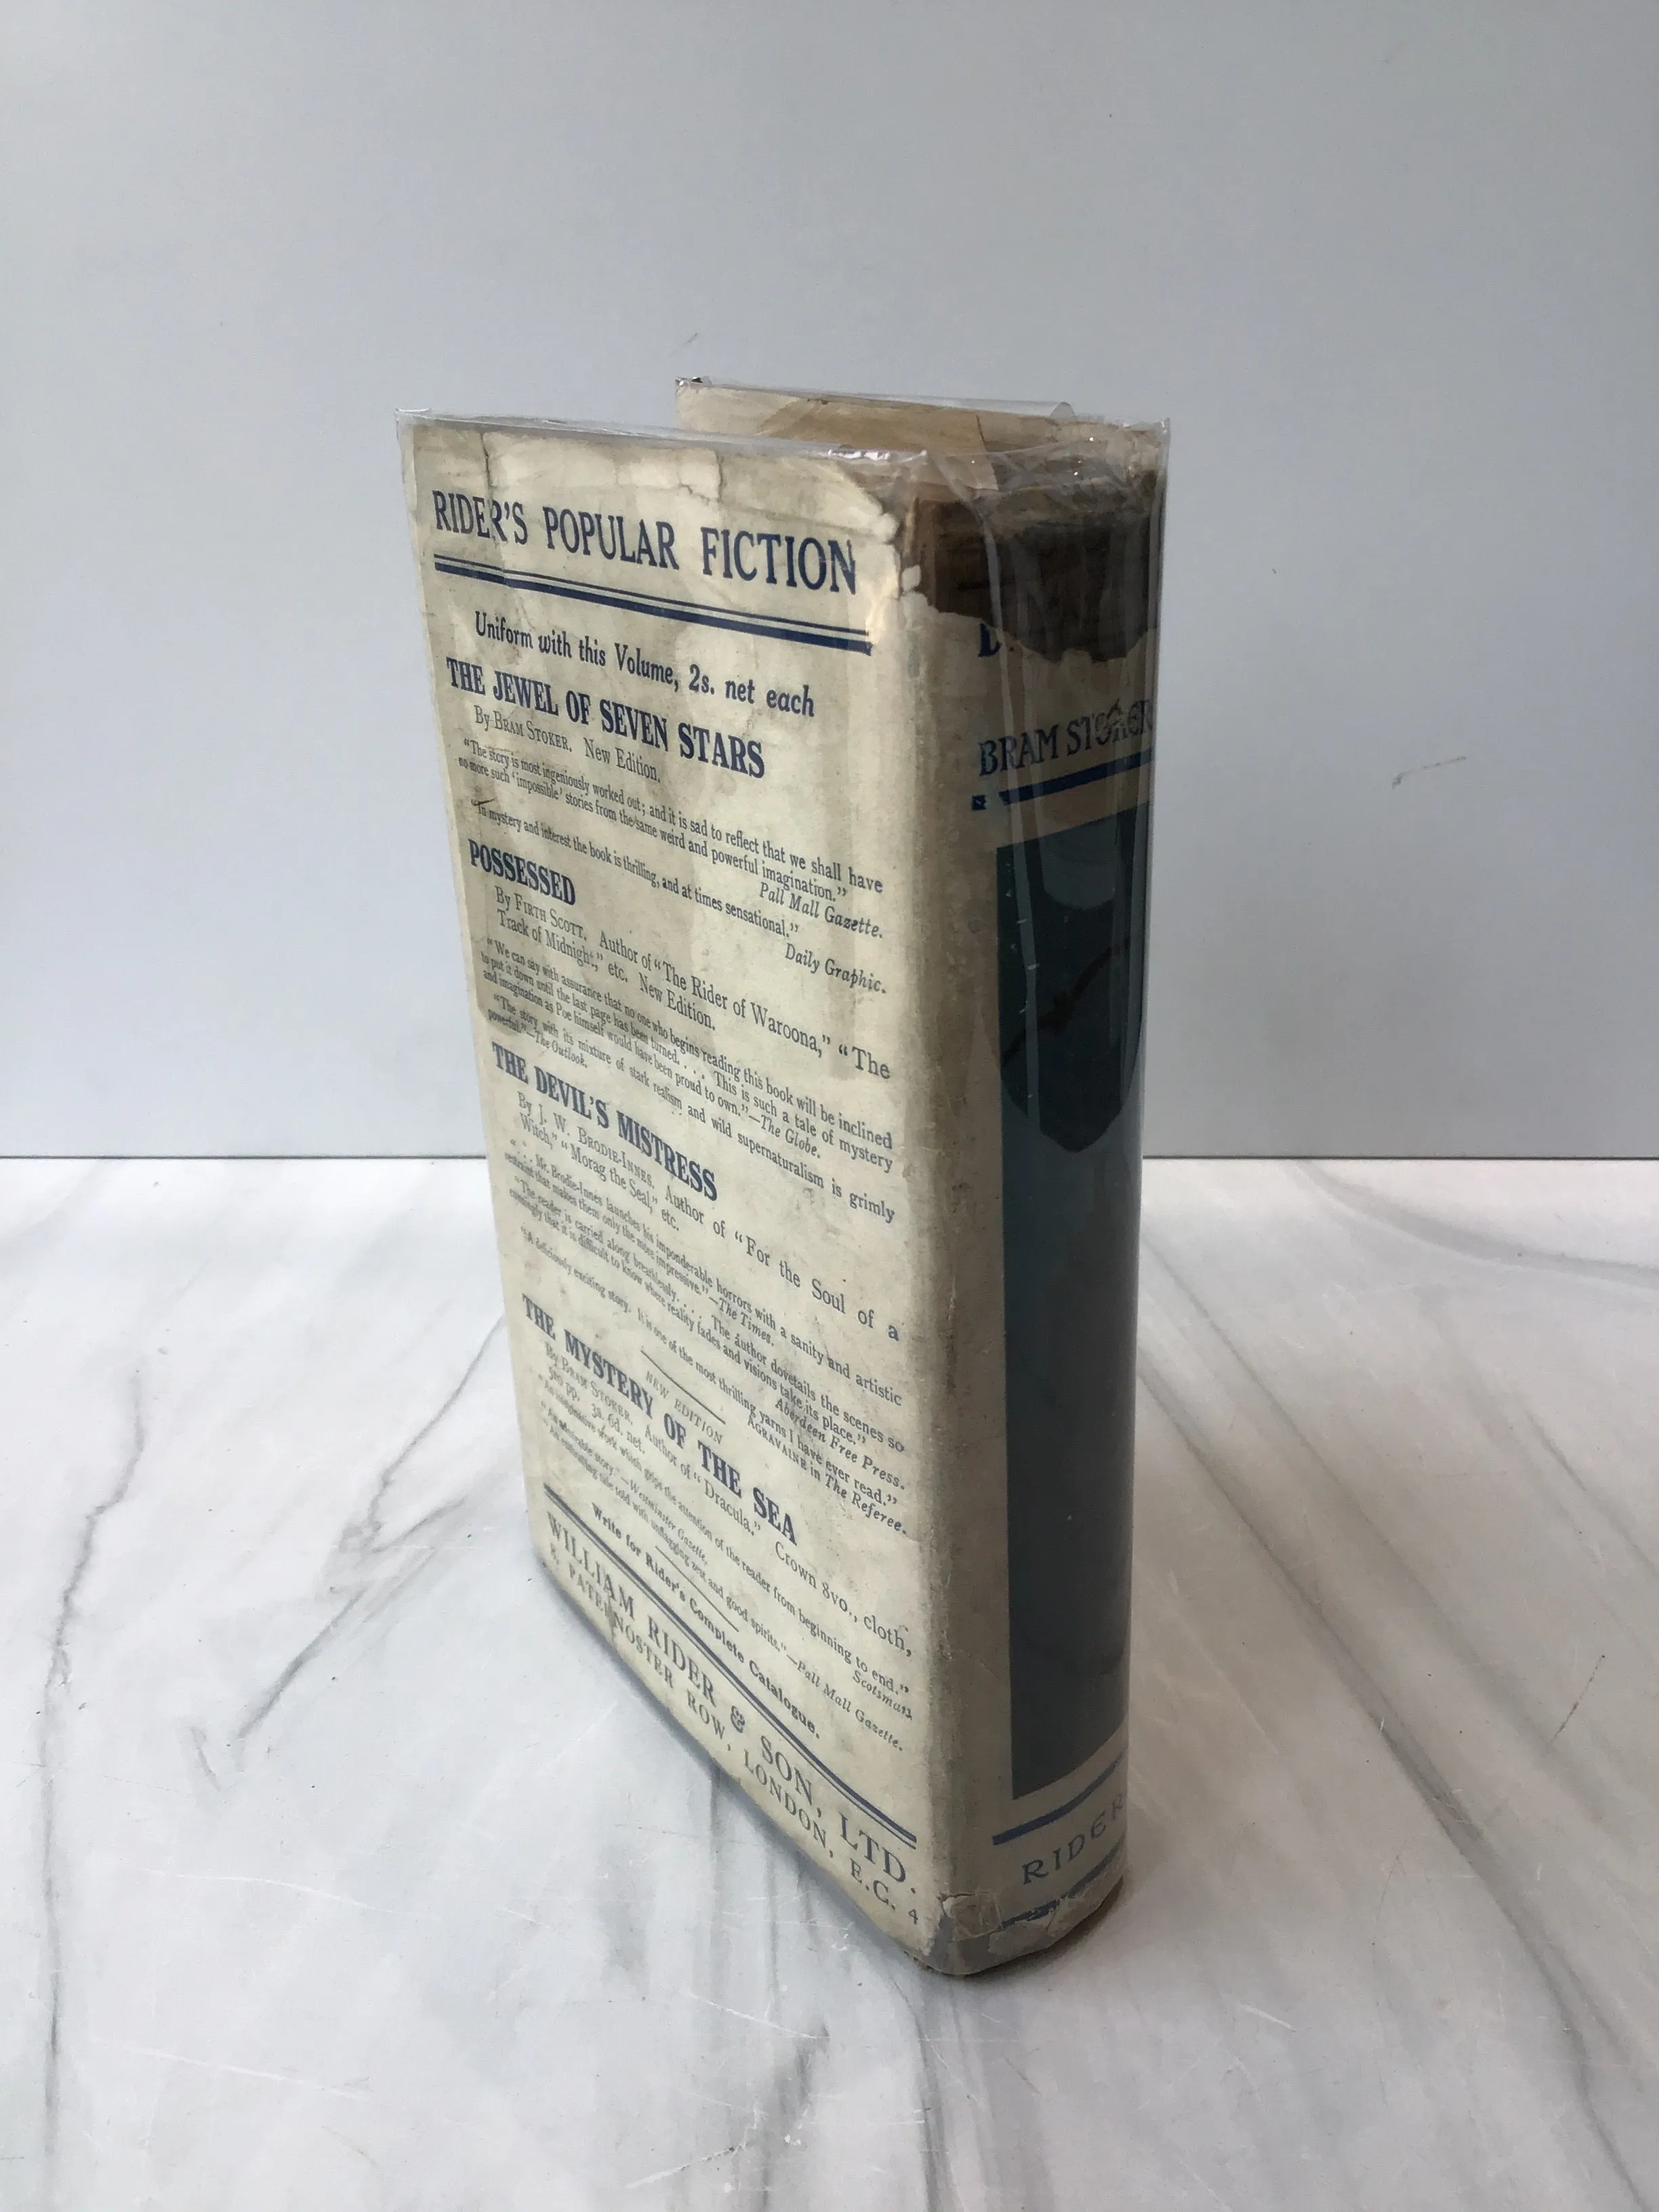 RIDER'S POPULAR FICTION
Uniform with this Volume, 2s. net each
THE JEWEL OF SEVEN STARS
By BRAM STOKER. New Edition.
"The story is most ingeniously worked out; and it is sad to reflect that we shall have
no more such 'impossible' stories from the same weird and powerful imagination."
Pall Mall Gazette.
"In mystery and interest the book is thrilling, and at times sensational."
Daily Graphic.
POSSESSED
By FIRTH SCOTT. Author of "The Rider of Waroona," "The
Track of Midnight," etc. New Edition.
"We can say with assurance that no one who begins reading this book will be inclined
to put it down until the last page has been turned. . . . This is such a tale of mystery
and imagination as Poe himself would have been proud to own."—The Globe.
"The story with its mixture of stark realism and wild supernaturalism is grimly
powerful."—The Outlook.
THE DEVIL'S MISTRESS
By J. W. BRODIE-INNES. Author of "For the Soul of a
Witch," "Morag the Seal," etc.
". . . Mr. Brodie-Innes launches his imponderable horrors with a sanity and artistic
restraint that makes them only the more impressive."—The Times.
"The reader is carried along breathlessly. . . . The author dovetails the scenes so
cunningly that it is difficult to know where reality fades and visions take its place."
Aberdeen Free Press.
"A deliciously exciting story. It is one of the most thrilling yarns I have ever read."
AGRAVAINE in The Referee.
NEW EDITION
THE MYSTERY OF THE SEA
By BRAM STOKER. Author of "Dracula." Crown 8vo., cloth,
pp. 3s. 6d. net.
"An imaginative work which grips the attention of the reader from beginning to end."
Scotsman.
"An admirable story."—Westminster Gazette.
"An enthralling tale told with unflagging zest and good spirits."—Pall Mall Gazette.
Write for Rider's Complete Catalogue.
WILLIAM RIDER & SON, LTD.
8, PATERNOSTER ROW, LONDON, E.C. 4
D
BRAM STOKER
RIDER